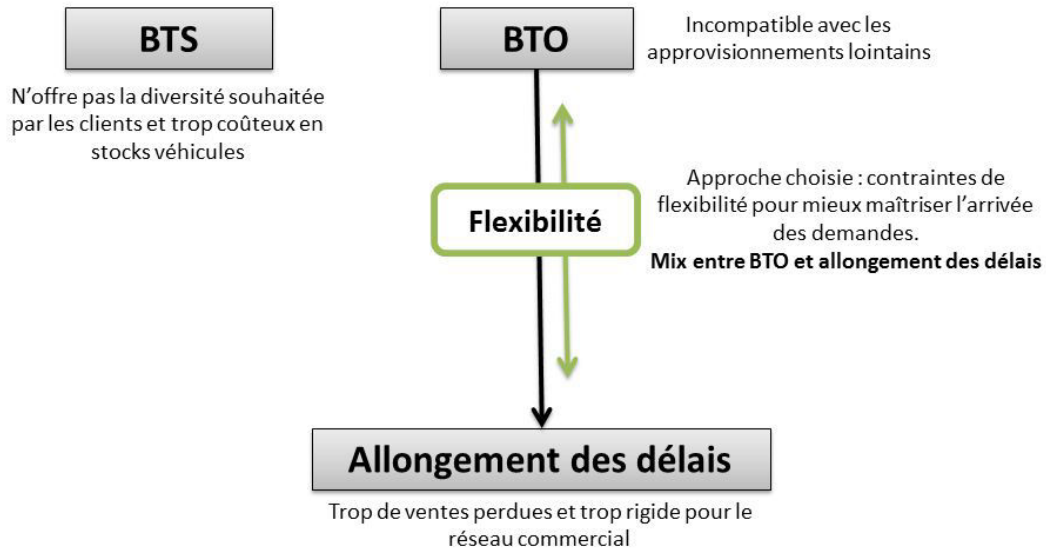 BTS
N'offre pas la diversité souhaitée
par les clients et trop coûteux en
stocks véhicules
BTO
Incompatible avec les
approvisionnements lointains
Flexibilité
Approche choisie : contraintes de
flexibilité pour mieux maîtriser l'arrivée
des demandes.
Mix entre BTO et allongement des délais
Allongement des délais
Trop de ventes perdues et trop rigide pour le
réseau commercial